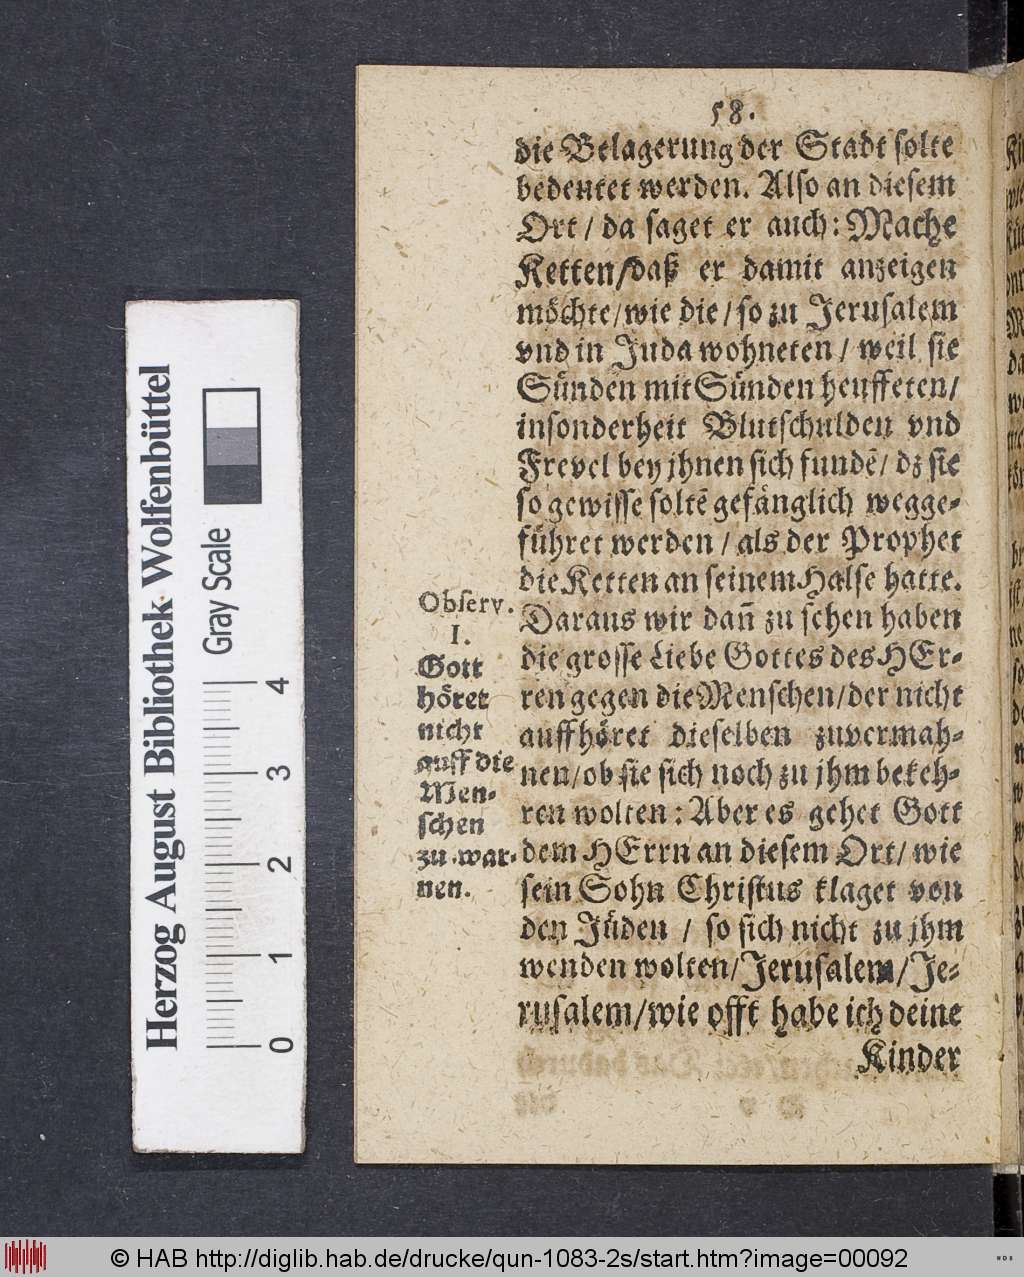 58.
die Belagerung der Stadt solte
bedeutet werden. Also an diesem
Ort / da saget er auch: Mache
Ketten/daß er damit anzeigen
möchte/wie die / so zu Jerusalem
vnd in Juda wohneten / weil sie
Sünden mit Sünden heuffeten/
insonderheit Blutschulden vnd
Frevel bey jhnen sich fundē/ dz sie
so gewisse soltē gefänglich wegge-
führet werden / als der Prophet
die Ketten an seinem Halse hatte.
Daraus wir dañ zu sehen haben
die grosse Liebe Gottes des HEr-
ren gegen die Menschen/der nicht
auffhöret dieselben zuvermah-
nen/ob sie sich noch zu jhm bekeh-
ren wolten: Aber es gehet Gott
dem HErrn an diesem Ort/ wie
sein Sohn Christus klaget von
den Jüden / so sich nicht zu jhm
wenden wolten/Jerusalem/Je-
rusalem/wie offt habe ich deine
Kinder
Observ.
I.
Gott
höret
nicht
auff die
Men-
schen
zu war-
nen.
Herzog August Bibliothek Wolfenbüttel
Gray Scale
0 1 2 3 4
© HAB http://diglib.hab.de/drucke/qun-1083-2s/start.htm?image=00092